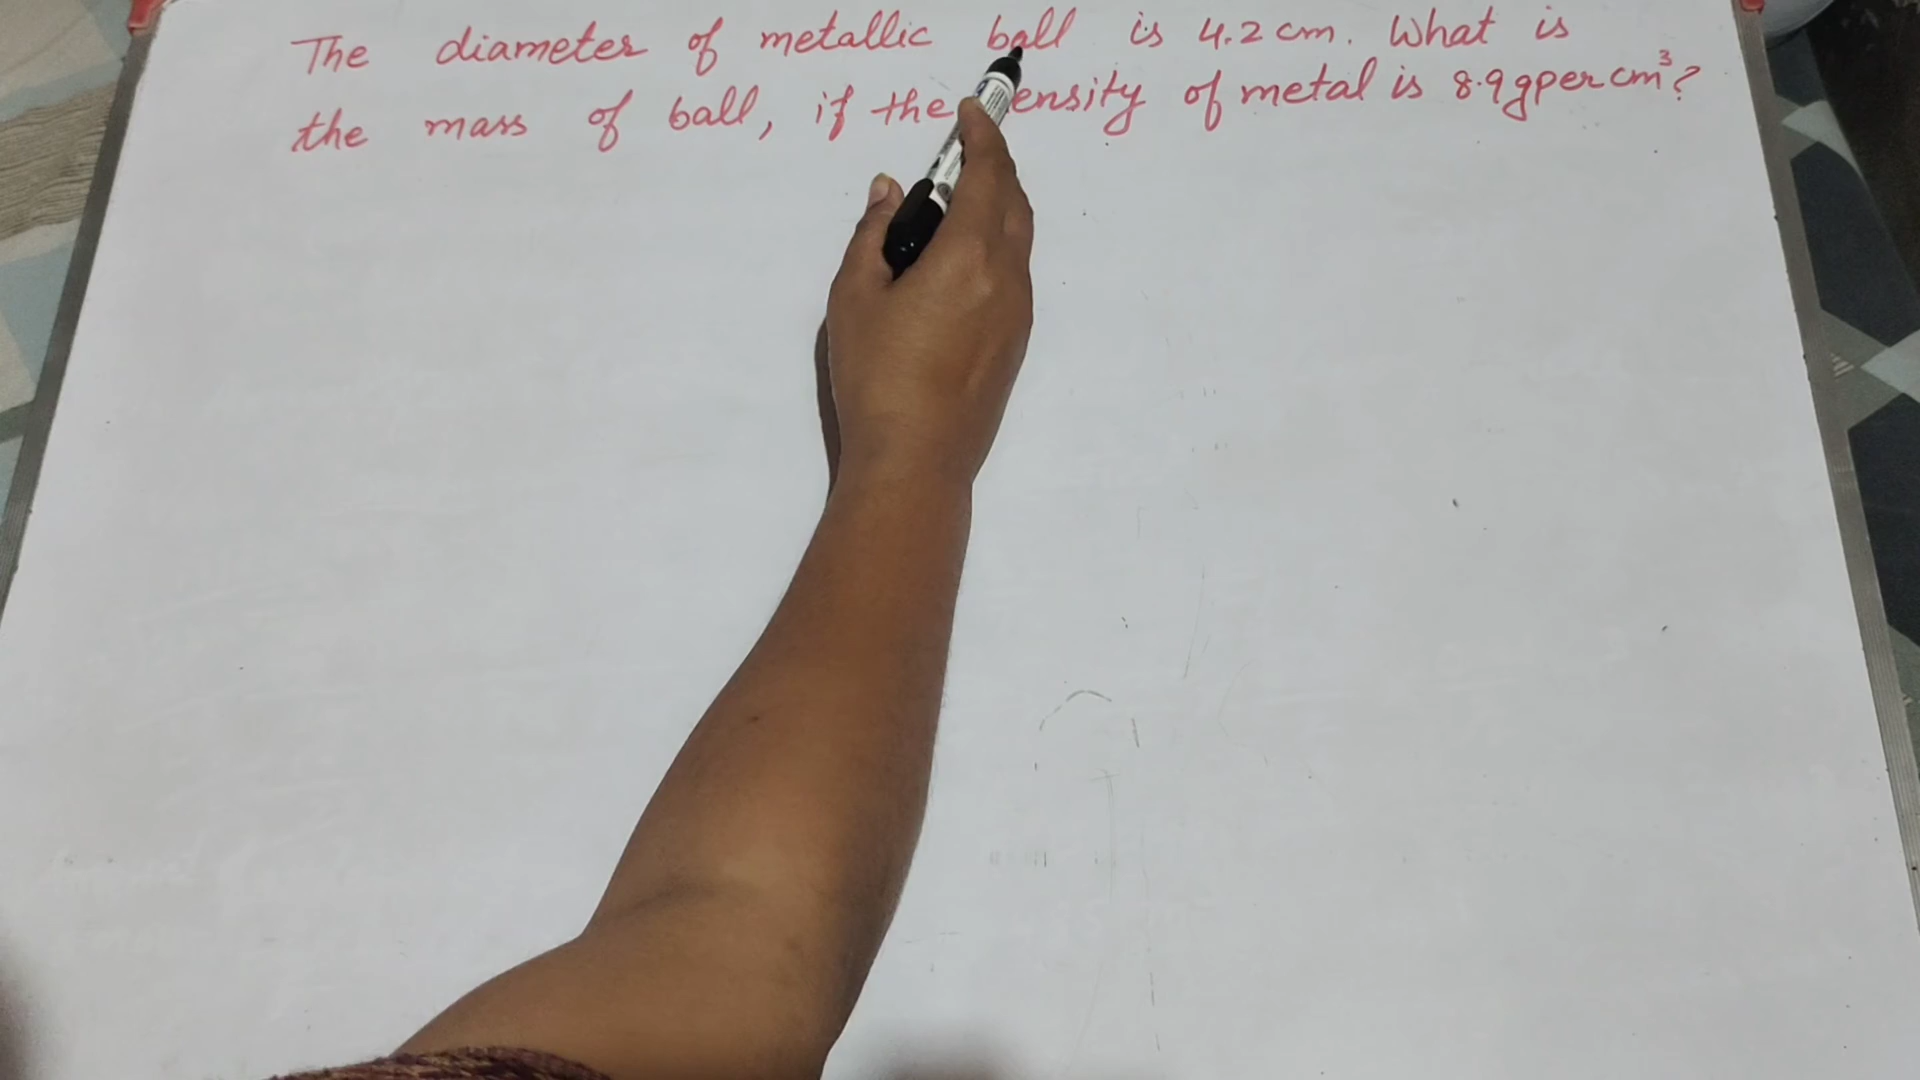 The diameter of metallic ball is 4.2 cm. What is
the mass of ball, if the ensity of metal is 8.9g per cm³?